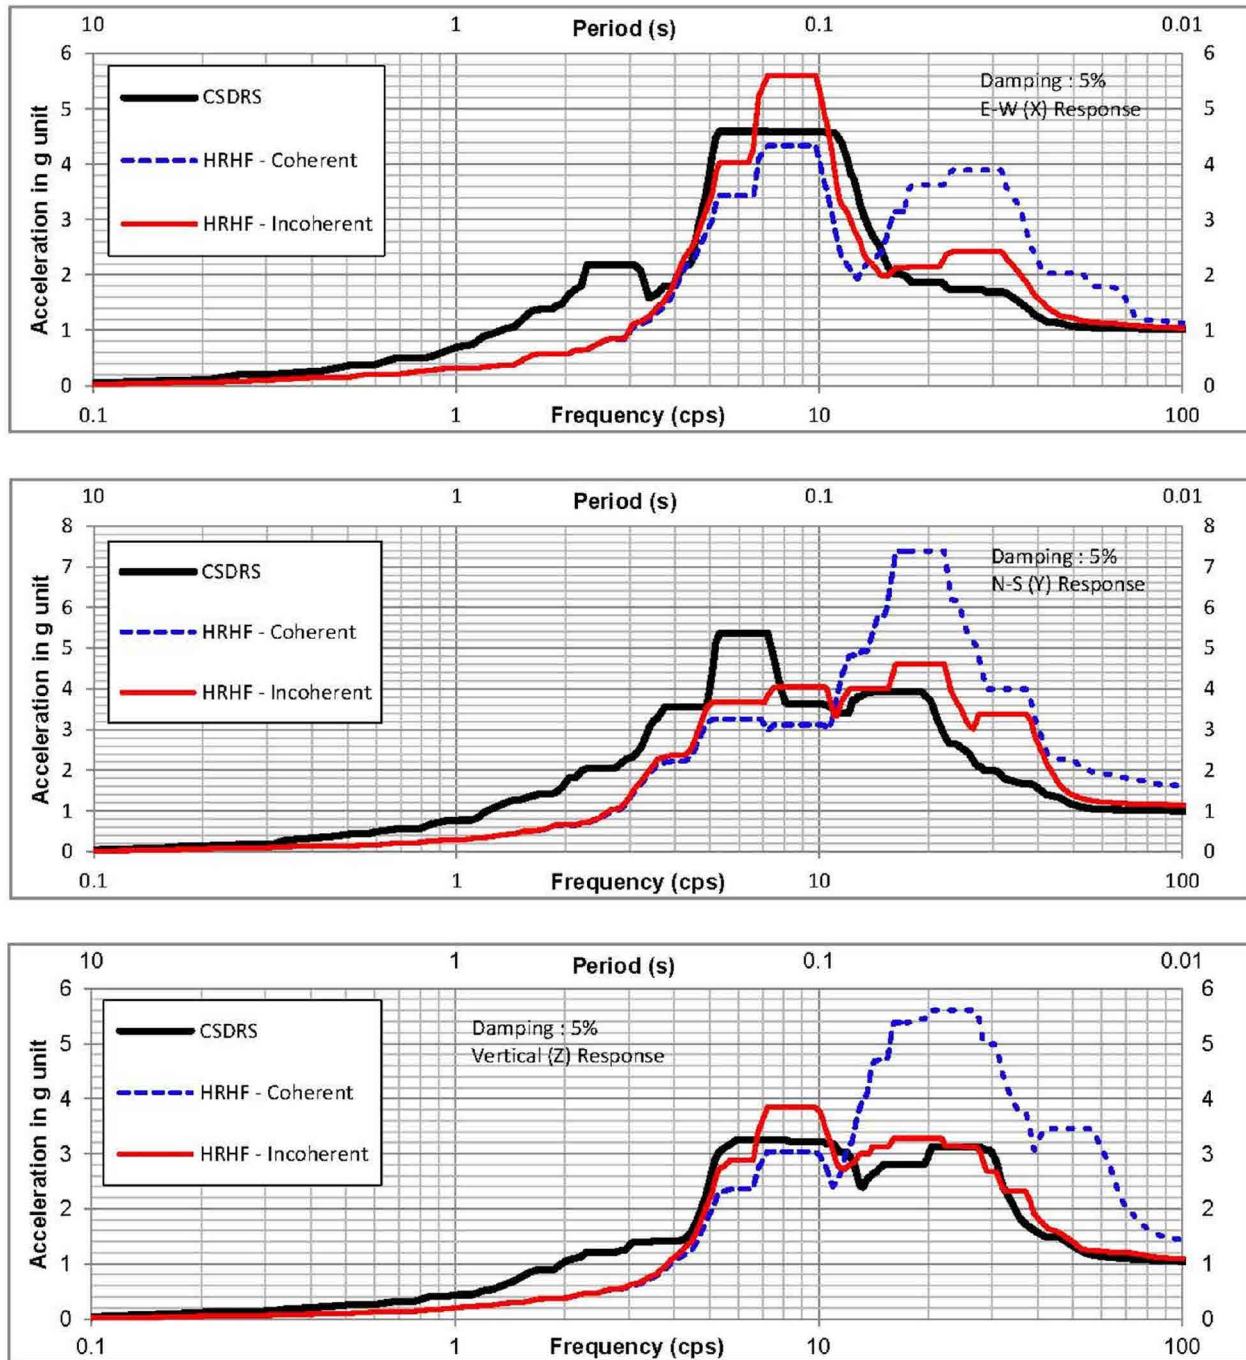 10 1 0.1 0.01
Period (s)
6 6
5 5
4 4
3 3
2 2
1 1
0 0
Acceleration in g unit
CSDRS
HRHF - Coherent
HRHF - Incoherent
Damping : 5%
E-W (X) Response
0.1 1 10 100
Frequency (cps)
10 1 0.1 0.01
Period (s)
8 8
7 7
6 6
5 5
4 4
3 3
2 2
1 1
0 0
Acceleration in g unit
CSDRS
HRHF - Coherent
HRHF - Incoherent
Damping : 5%
N-S (Y) Response
0.1 1 10 100
Frequency (cps)
10 1 0.1 0.01
Period (s)
6 6
5 5
4 4
3 3
2 2
1 1
0 0
Acceleration in g unit
CSDRS
HRHF - Coherent
HRHF - Incoherent
Damping : 5%
Vertical (Z) Response
0.1 1 10 100
Frequency (cps)